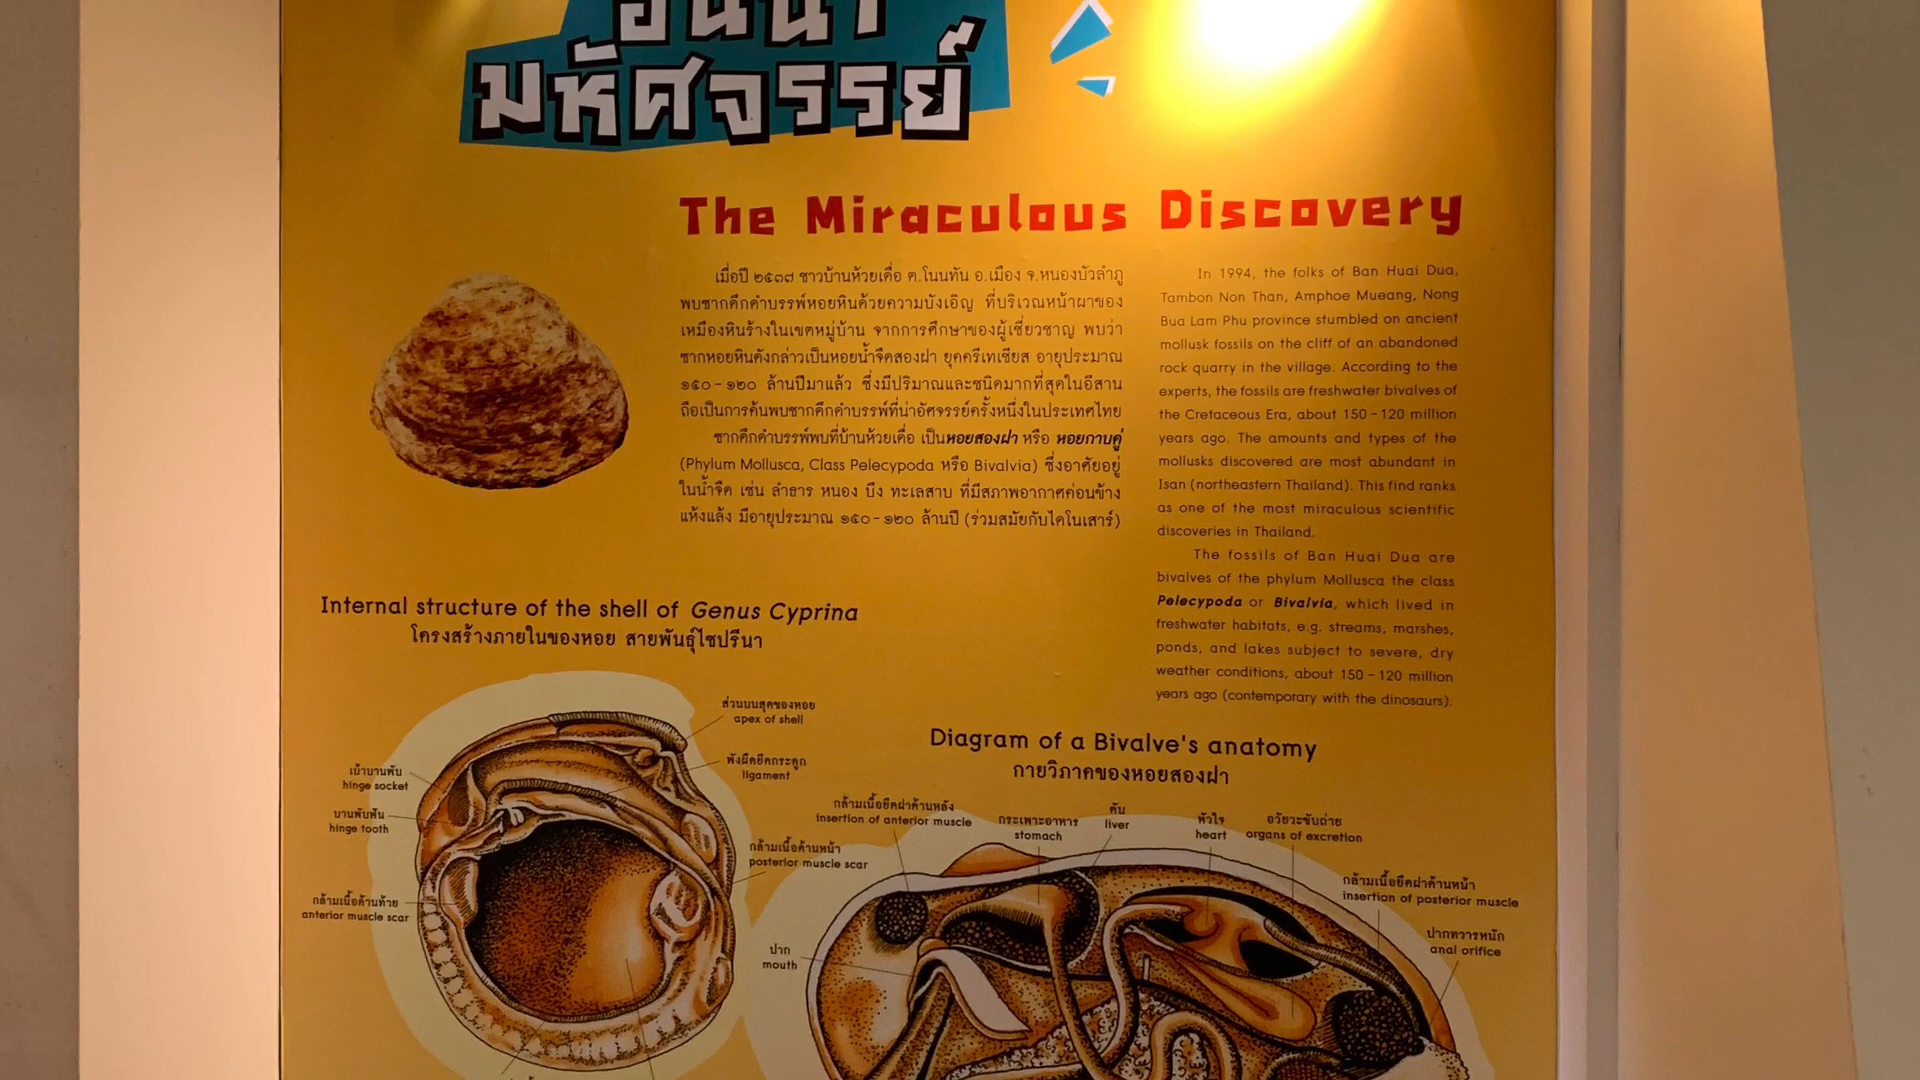 มหัศจรรย์
The Miraculous Discovery
เมื่อปี ๒๕๓๗ ชาวบ้านห้วยเดื่อ ต.โนนทัน อ.เมือง จ.หนองบัวลำภู
พบซากดึกดำบรรพ์หอยหินด้วยความบังเอิญ ที่บริเวณหน้าผาของ
เหมืองหินร้างในเขตหมู่บ้าน จากการศึกษาของผู้เชี่ยวชาญ พบว่า
ซากหอยหินดังกล่าวเป็นหอยน้ำจืดสองฝา ยุคครีเทเชียส อายุประมาณ
๑๕๐-๑๒๐ ล้านปีมาแล้ว ซึ่งมีปริมาณและชนิดมากที่สุดในอีสาน
ถือเป็นการค้นพบซากดึกดำบรรพ์ที่น่าอัศจรรย์ครั้งหนึ่งในประเทศไทย
ซากดึกดำบรรพ์พบที่บ้านห้วยเดื่อ เป็นหอยสองฝา หรือ หอยกาบคู่
(Phylum Mollusca, Class Pelecypoda หรือ Bivalvia) ซึ่งอาศัยอยู่
ในน้ำจืด เช่น ลำธาร หนอง บึง ทะเลสาบ ที่มีสภาพอากาศค่อนข้าง
แห้งแล้ง มีอายุประมาณ ๑๕๐-๑๒๐ ล้านปี (ร่วมสมัยกับไดโนเสาร์)
In 1994, the folks of Ban Huai Dua,
Tambon Non Than, Amphoe Mueang, Nong
Bua Lam Phu province stumbled on ancient
mollusk fossils on the cliff of an abandoned
rock quarry in the village. According to the
experts, the fossils are freshwater bivalves of
the Cretaceous Era, about 150 - 120 million
years ago. The amounts and types of the
mollusks discovered are most abundant in
Isan (northeastern Thailand). This find ranks
as one of the most miraculous scientific
discoveries in Thailand.
The fossils of Ban Huai Dua are
bivalves of the phylum Mollusca the class
Pelecypoda or Bivalvia, which lived in
freshwater habitats, e.g. streams, marshes,
ponds, and lakes subject to severe, dry
weather conditions, about 150 - 120 million
years ago (contemporary with the dinosaurs).
Internal structure of the shell of Genus Cyprina
โครงสร้างภายในของหอย สายพันธุ์ไซปรีนา
ส่วนบนสุดของหอย
apex of shell
พังผืดยึดกระดูก
ligament
เบ้าบานพับ
hinge socket
บานพับฟัน
hinge tooth
กล้ามเนื้อด้านหน้า
posterior muscle scar
กล้ามเนื้อด้านท้าย
anterior muscle scar
Diagram of a Bivalve's anatomy
กายวิภาคของหอยสองฝา
กล้ามเนื้อยึดฝาด้านหลัง
insertion of anterior muscle
กระเพาะอาหาร
stomach
ตับ
liver
หัวใจ
heart
อวัยวะขับถ่าย
organs of excretion
กล้ามเนื้อยึดฝาด้านหน้า
insertion of posterior muscle
ปากทวารหนัก
anal orifice
ปาก
mouth